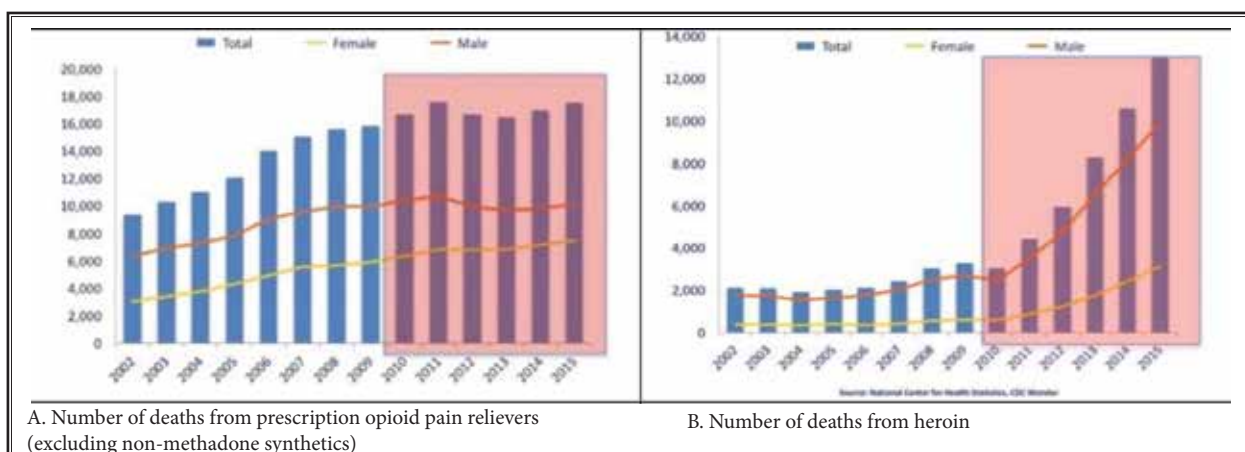 Total Female Male
20,000
18,000
16,000
14,000
12,000
10,000
8,000
6,000
4,000
2,000
0
2002 2003 2004 2005 2006 2007 2008 2009 2010 2011 2012 2013 2014 2015
A. Number of deaths from prescription opioid pain relievers
(excluding non-methadone synthetics)
Total Female Male
14,000
12,000
10,000
8,000
6,000
4,000
2,000
0
2002 2003 2004 2005 2006 2007 2008 2009 2010 2011 2012 2013 2014 2015
Source: National Center for Health Statistics, CDC Wonder
B. Number of deaths from heroin